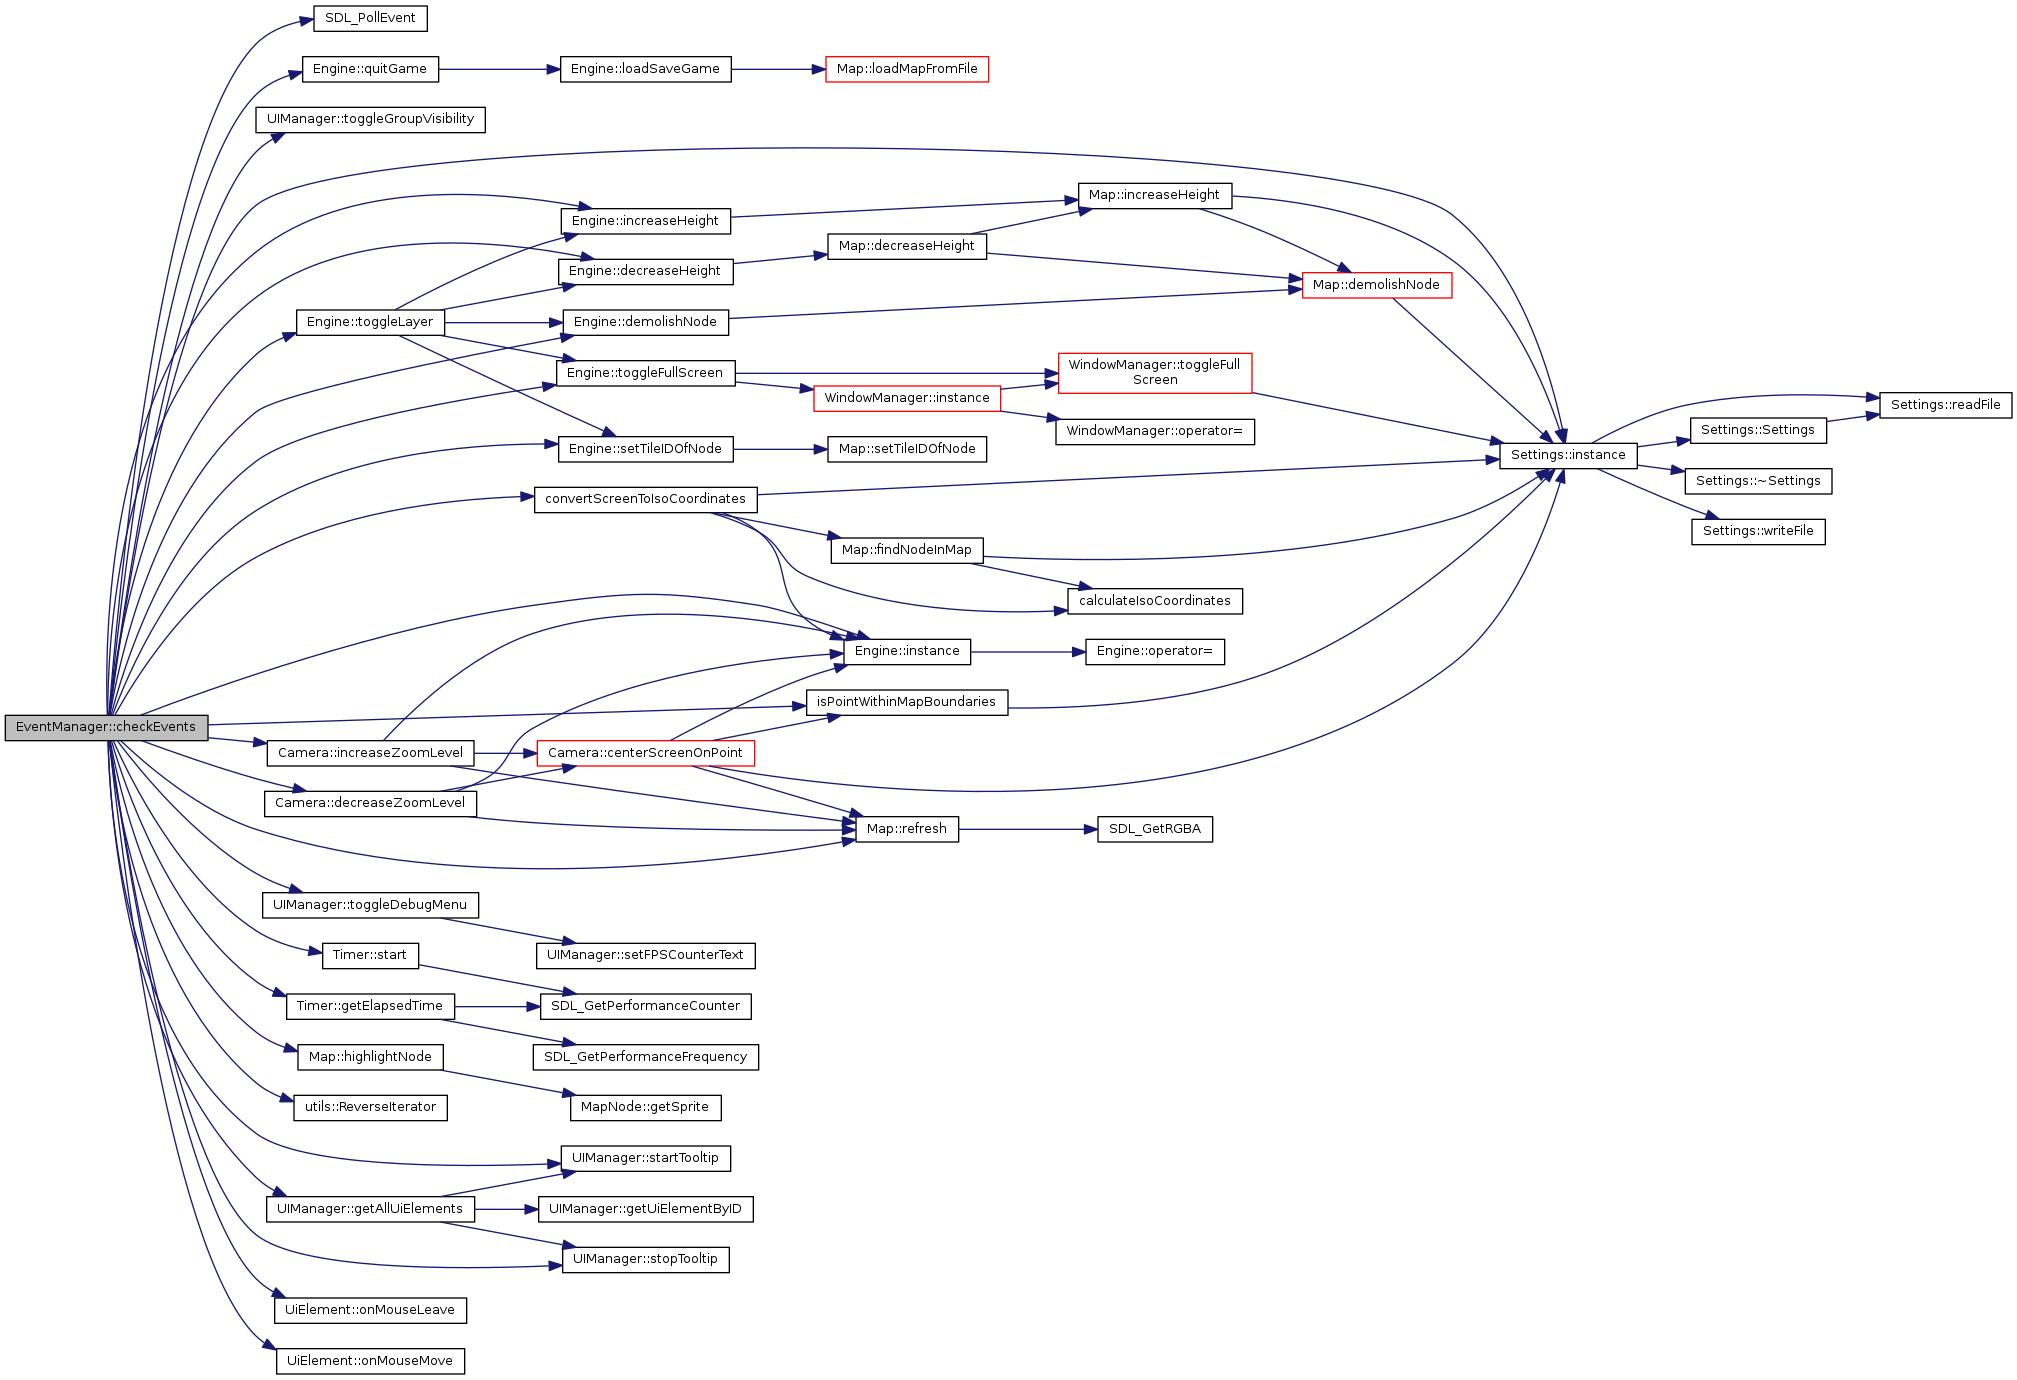 SDL_PollEvent
Engine::quitGame
Engine::loadSaveGame
Map::loadMapFromFile
UIManager::toggleGroupVisibility
Map::increaseHeight
Engine::increaseHeight
Map::decreaseHeight
Engine::decreaseHeight
Map::demolishNode
Engine::toggleLayer
Engine::demolishNode
Engine::toggleFullScreen
WindowManager::toggleFull
Screen
WindowManager::instance
Settings::readFile
WindowManager::operator=
Settings::Settings
Engine::setTileIDOfNode
Map::setTileIDOfNode
Settings::instance
Settings::~Settings
convertScreenToIsoCoordinates
Settings::writeFile
Map::findNodeInMap
calculateIsoCoordinates
Engine::instance
Engine::operator=
isPointWithinMapBoundaries
EventManager::checkEvents
Camera::increaseZoomLevel
Camera::centerScreenOnPoint
Camera::decreaseZoomLevel
Map::refresh
SDL_GetRGBA
UIManager::toggleDebugMenu
Timer::start
UIManager::setFPSCounterText
Timer::getElapsedTime
SDL_GetPerformanceCounter
Map::highlightNode
SDL_GetPerformanceFrequency
utils::ReverseIterator
MapNode::getSprite
UIManager::startTooltip
UIManager::getAllUiElements
UIManager::getUiElementByID
UIManager::stopTooltip
UiElement::onMouseLeave
UiElement::onMouseMove